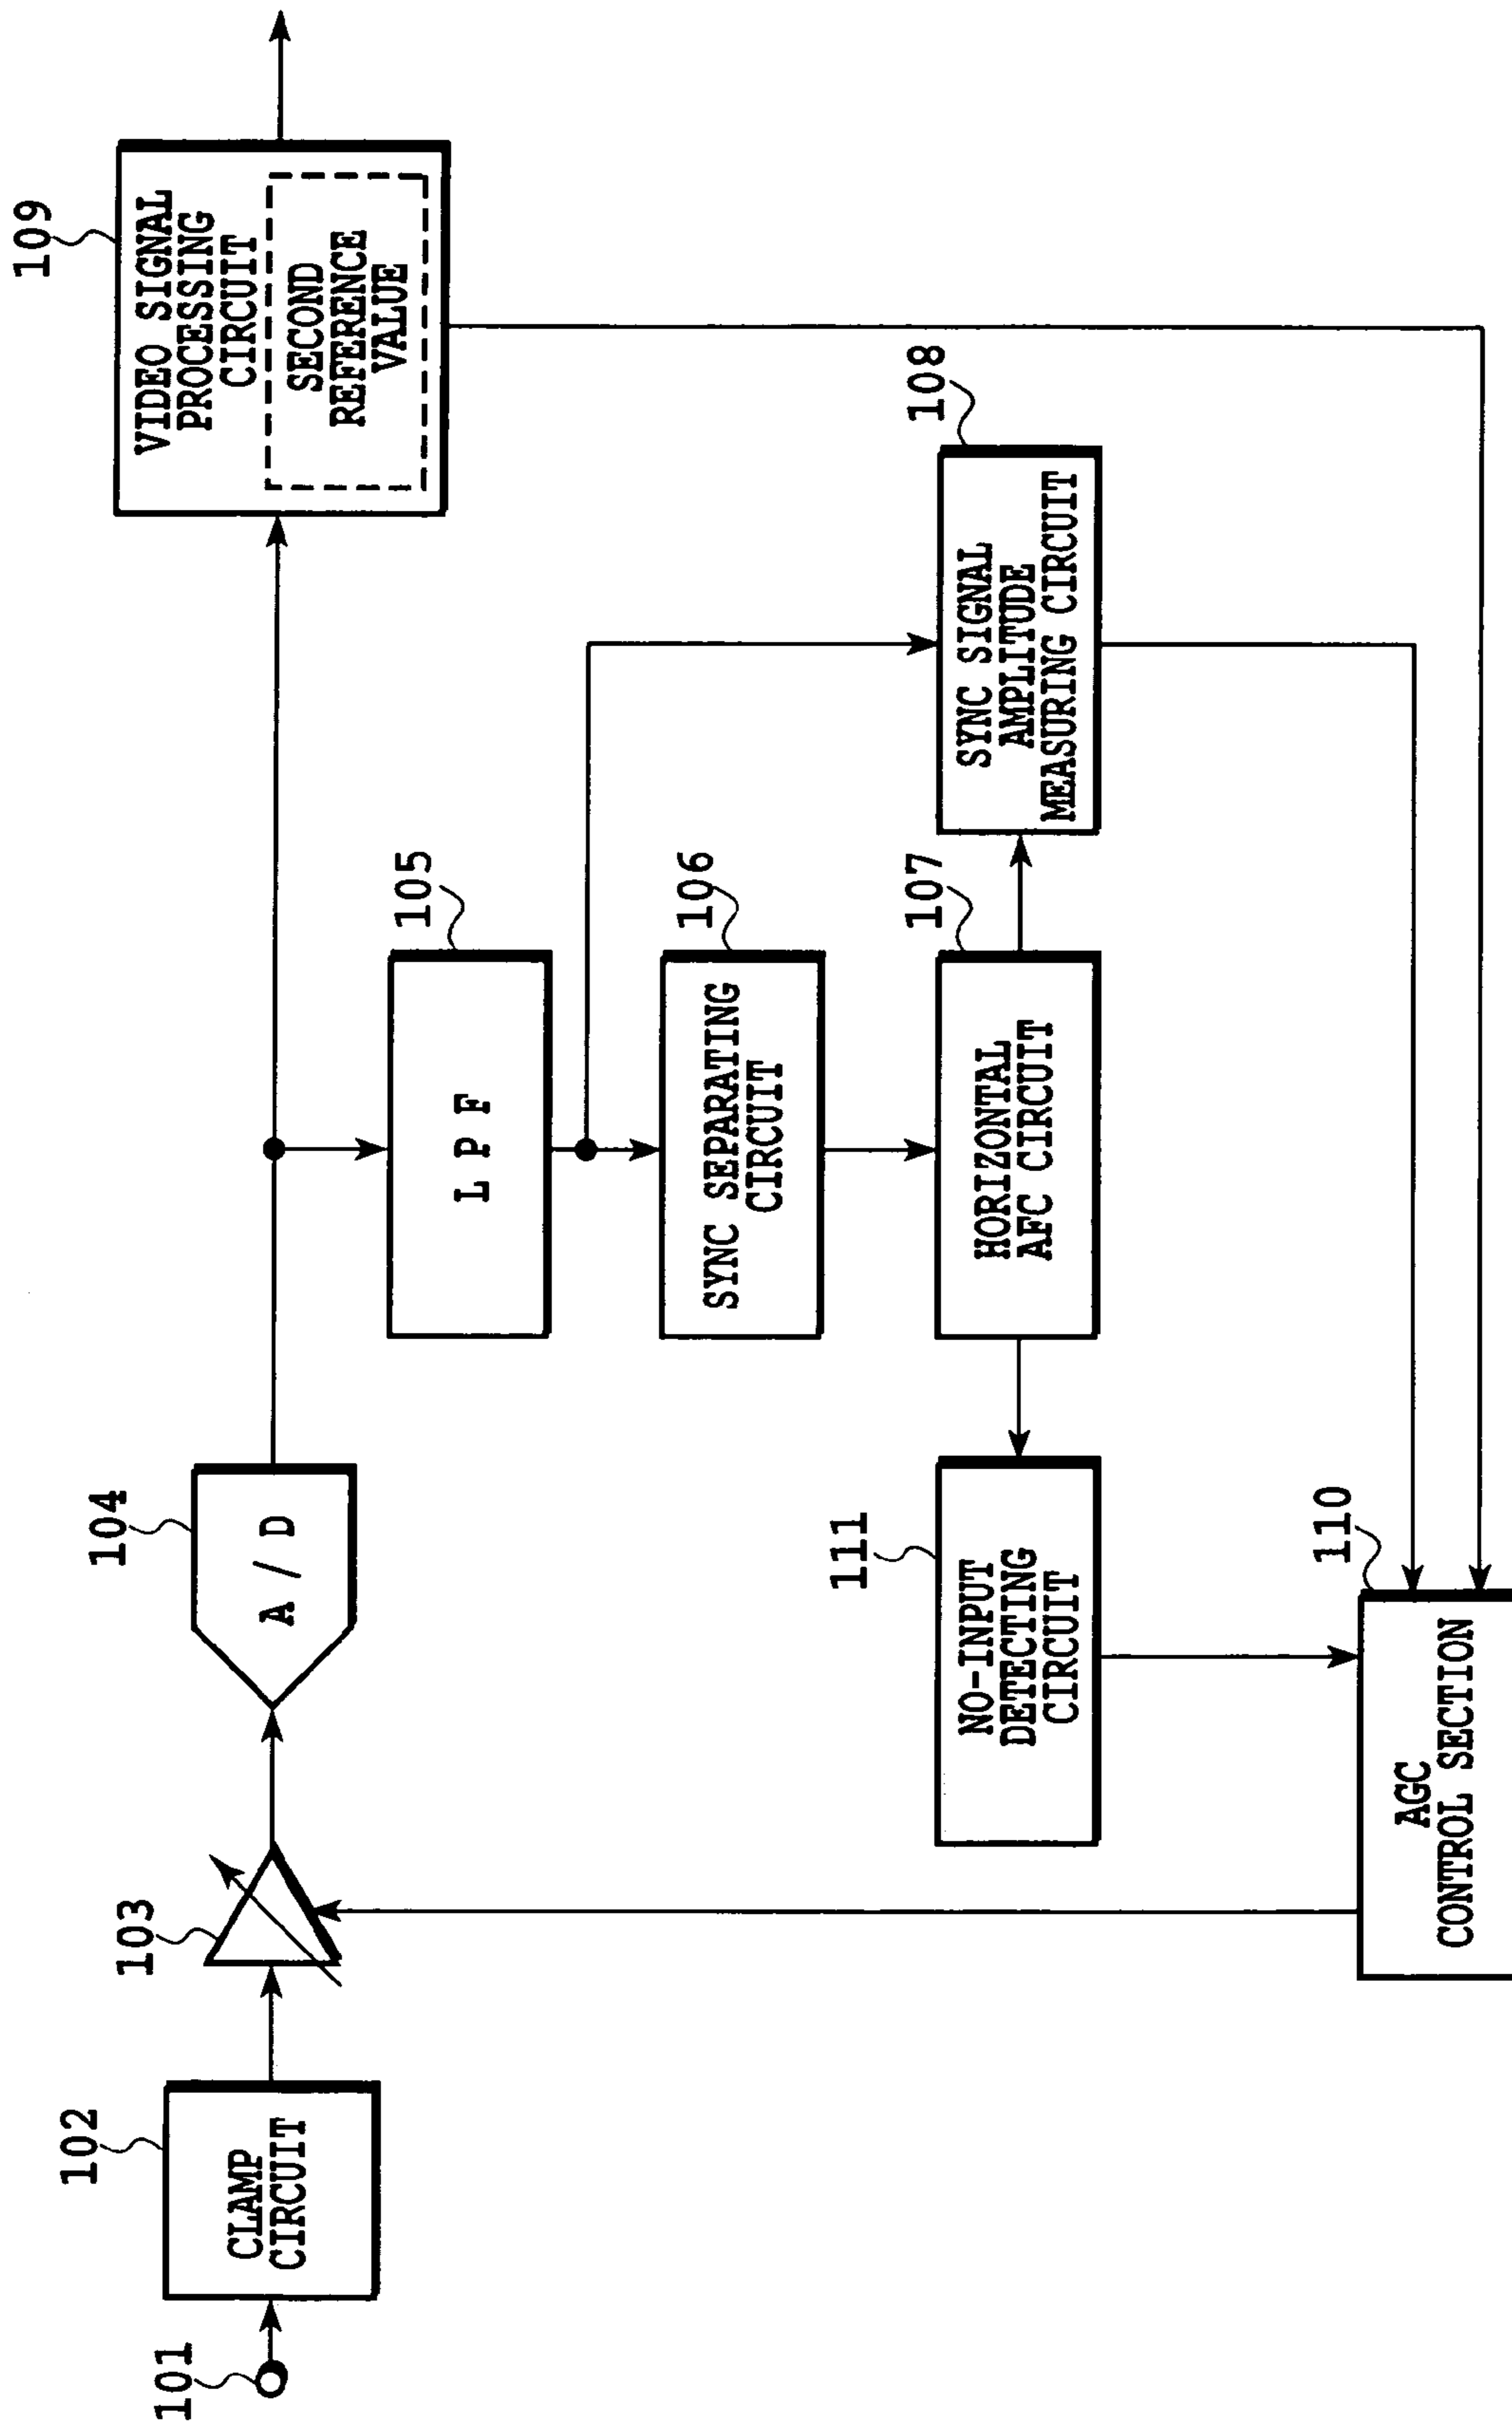 101
102
CLAMP
CIRCUIT
103
104
A / D
109
VIDEO SIGNAL
PROCESSING
CIRCUIT
SECOND
REFERENCE
VALUE
105
L P F
106
SYNC SEPARATING
CIRCUIT
107
HORIZONTAL
AFC CIRCUIT
108
SYNC SIGNAL
AMPLITUDE
MEASURING CIRCUIT
111
NO-INPUT
DETECTING
CIRCUIT
110
AGC
CONTROL SECTION